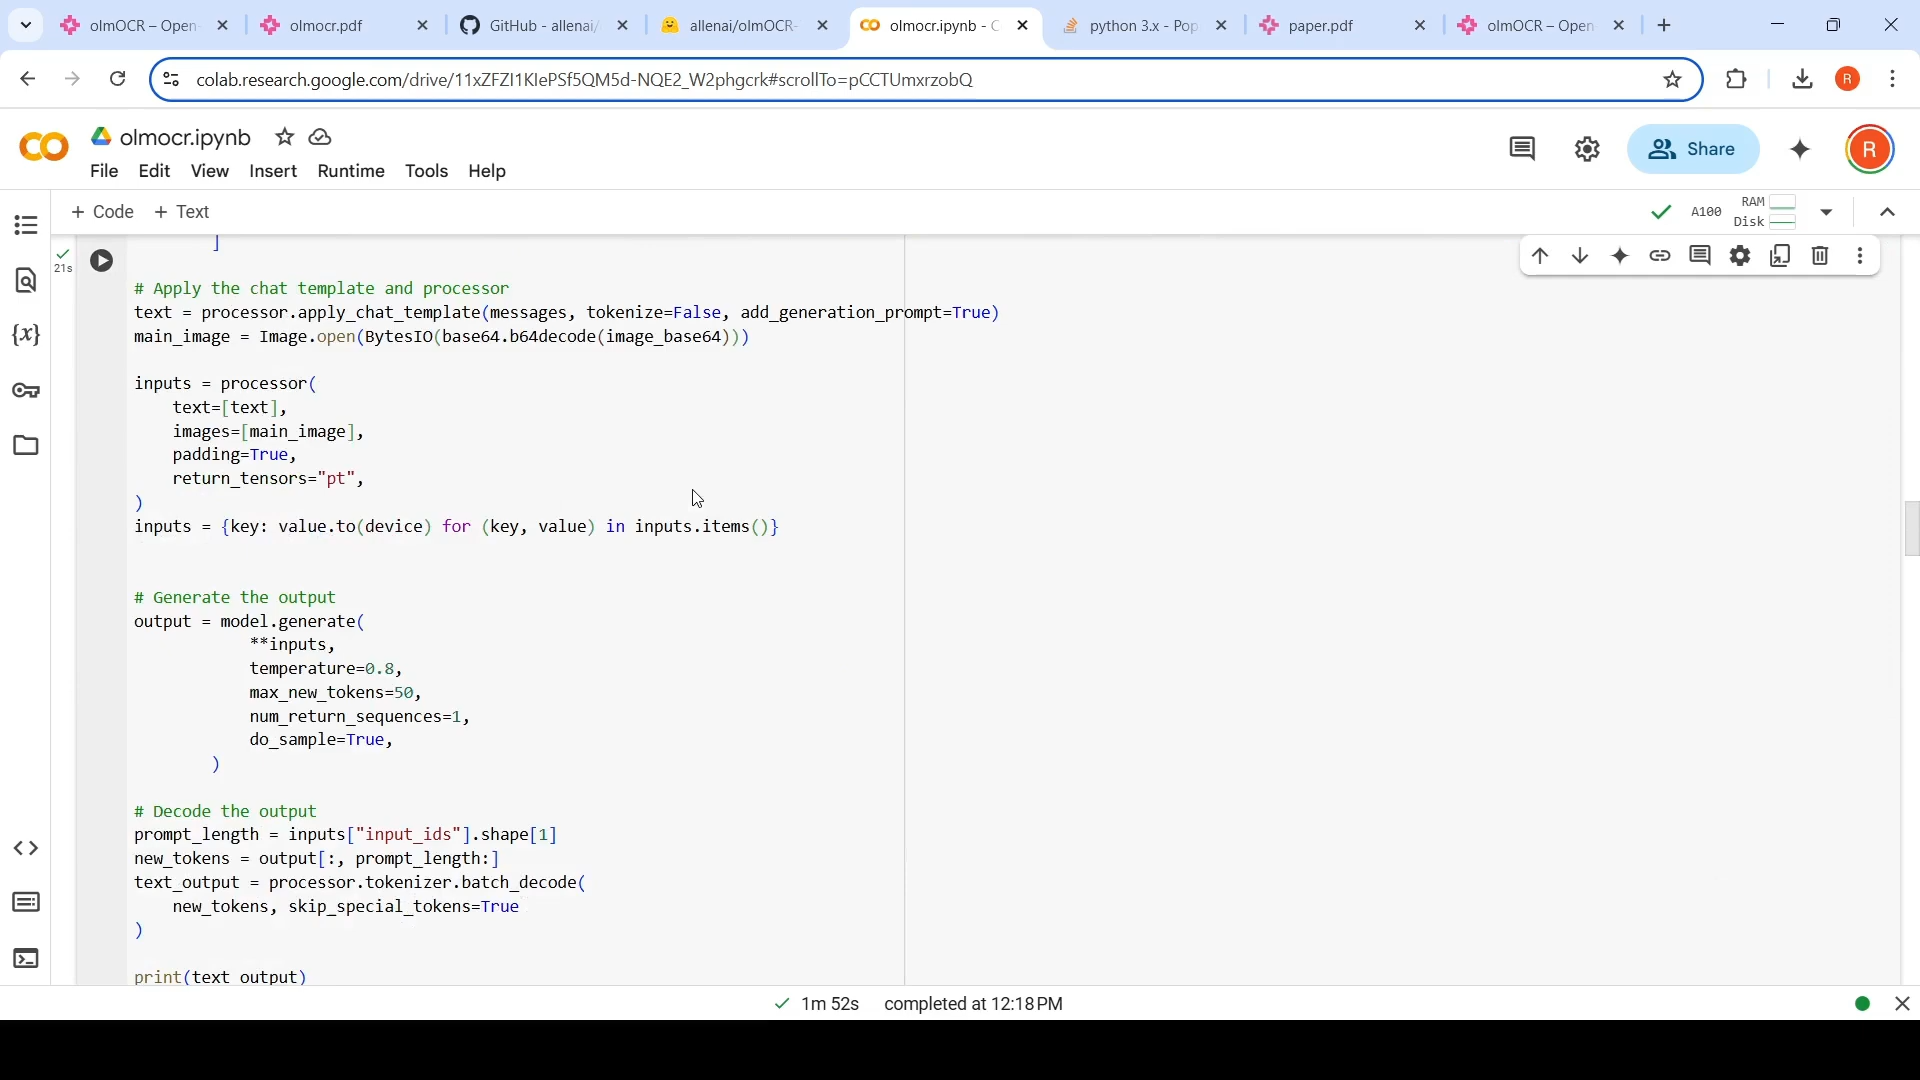 olmOCR – Open
olmocr.pdf
GitHub - allenai/
allenai/olmOCR-
olmocr.ipynb - C
python 3.x - Pop
paper.pdf
olmOCR – Open
colab.research.google.com/drive/11xZFZI1KIePSf5QM5d-NQE2_W2phgcrk#scrollTo=pCCTUmxrzobQ
R
olmocr.ipynb
File Edit View Insert Runtime Tools Help
Share
R
+ Code + Text
A100
RAM
Disk
21s
]
# Apply the chat template and processor
text = processor.apply_chat_template(messages, tokenize=False, add_generation_prompt=True)
main_image = Image.open(BytesIO(base64.b64decode(image_base64)))
inputs = processor(
text=[text],
images=[main_image],
padding=True,
return_tensors="pt",
)
inputs = {key: value.to(device) for (key, value) in inputs.items()}
# Generate the output
output = model.generate(
**inputs,
temperature=0.8,
max_new_tokens=50,
num_return_sequences=1,
do_sample=True,
)
# Decode the output
prompt_length = inputs["input_ids"].shape[1]
new_tokens = output[:, prompt_length:]
text_output = processor.tokenizer.batch_decode(
new_tokens, skip_special_tokens=True
)
print(text_output)
1m 52s completed at 12:18 PM